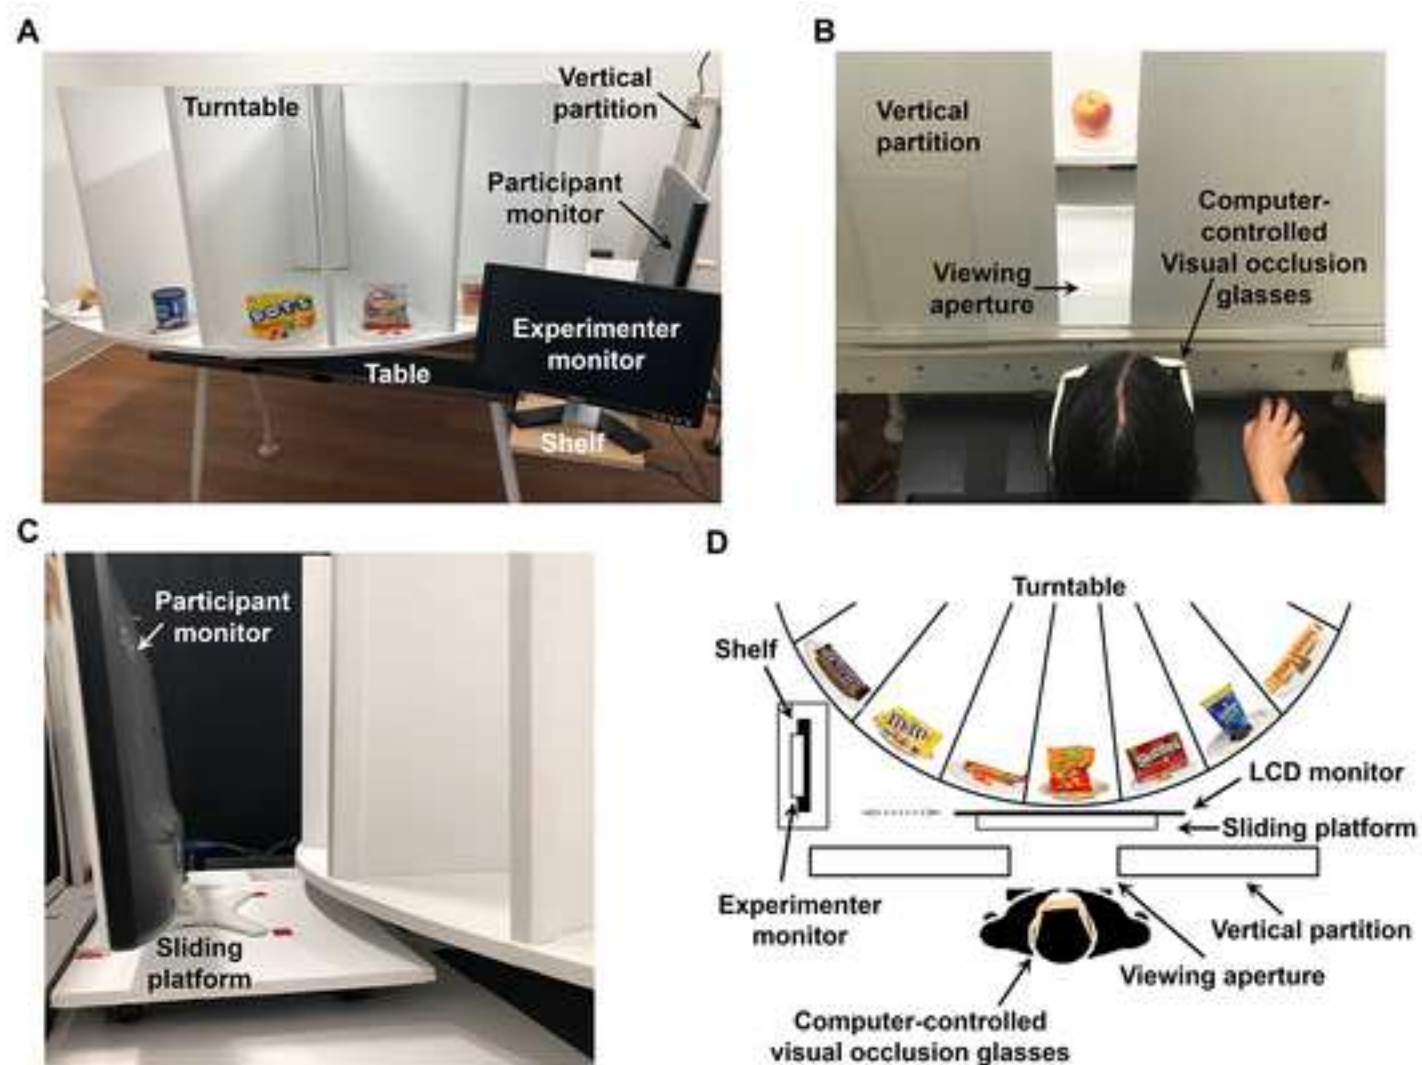 A
Turntable
Vertical
partition
Participant
monitor
Experimenter
monitor
Table
Shelf
B
Vertical
partition
Computer-
controlled
Visual occlusion
glasses
Viewing
aperture
C
Participant
monitor
Sliding
platform
D
Turntable
Shelf
LCD monitor
Sliding platform
Experimenter
monitor
Vertical partition
Viewing aperture
Computer-controlled
visual occlusion glasses